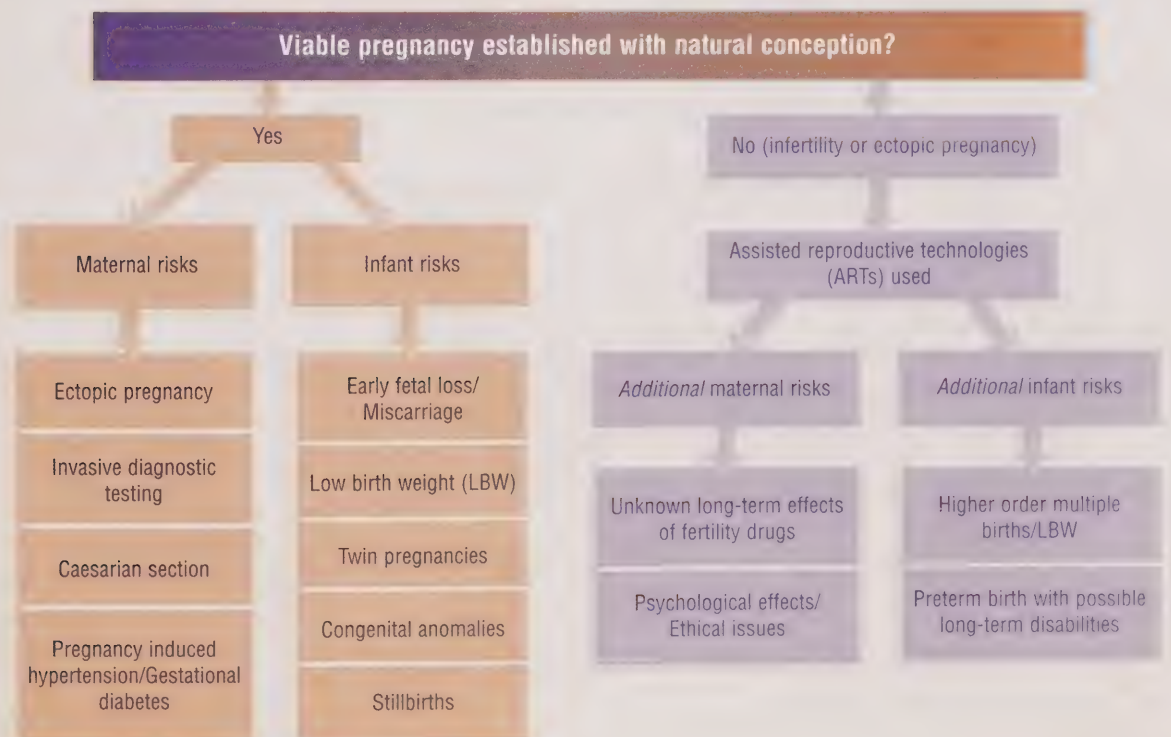 Viable pregnancy established with natural conception?
Yes
Maternal risks
Ectopic pregnancy
Invasive diagnostic
testing
Caesarian section
Pregnancy induced
hypertension/Gestational
diabetes
Infant risks
Early fetal loss/
Miscarriage
Low birth weight (LBW)
Twin pregnancies
Congenital anomalies
Stillbirths
No (infertility or ectopic pregnancy)
Assisted reproductive technologies
(ARTs) used
Additional maternal risks
Unknown long-term effects
of fertility drugs
Psychological effects/
Ethical issues
Additional infant risks
Higher order multiple
births/LBW
Preterm birth with possible
long-term disabilities